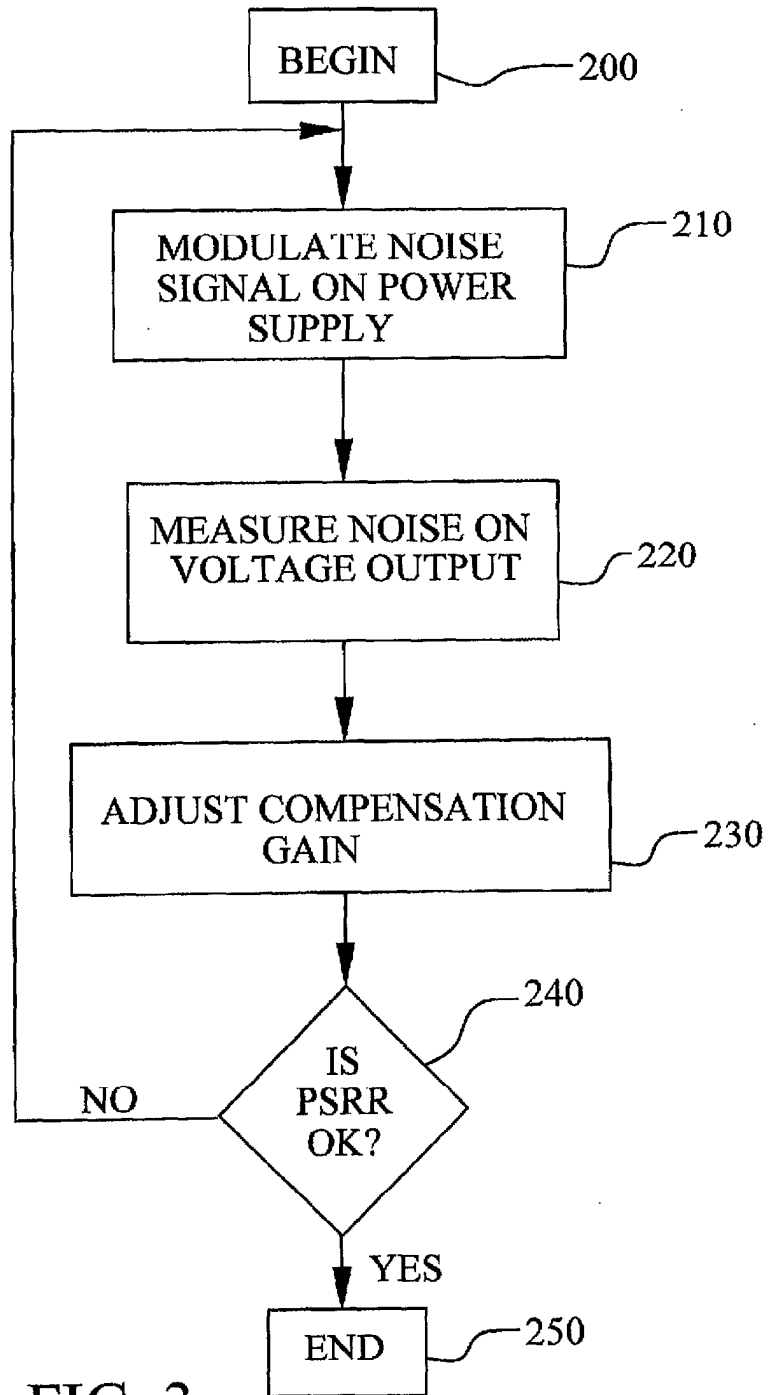 BEGIN
200
MODULATE NOISE
SIGNAL ON POWER
SUPPLY
210
MEASURE NOISE ON
VOLTAGE OUTPUT
220
ADJUST COMPENSATION
GAIN
230
IS
PSRR
OK?
240
NO
YES
END
250